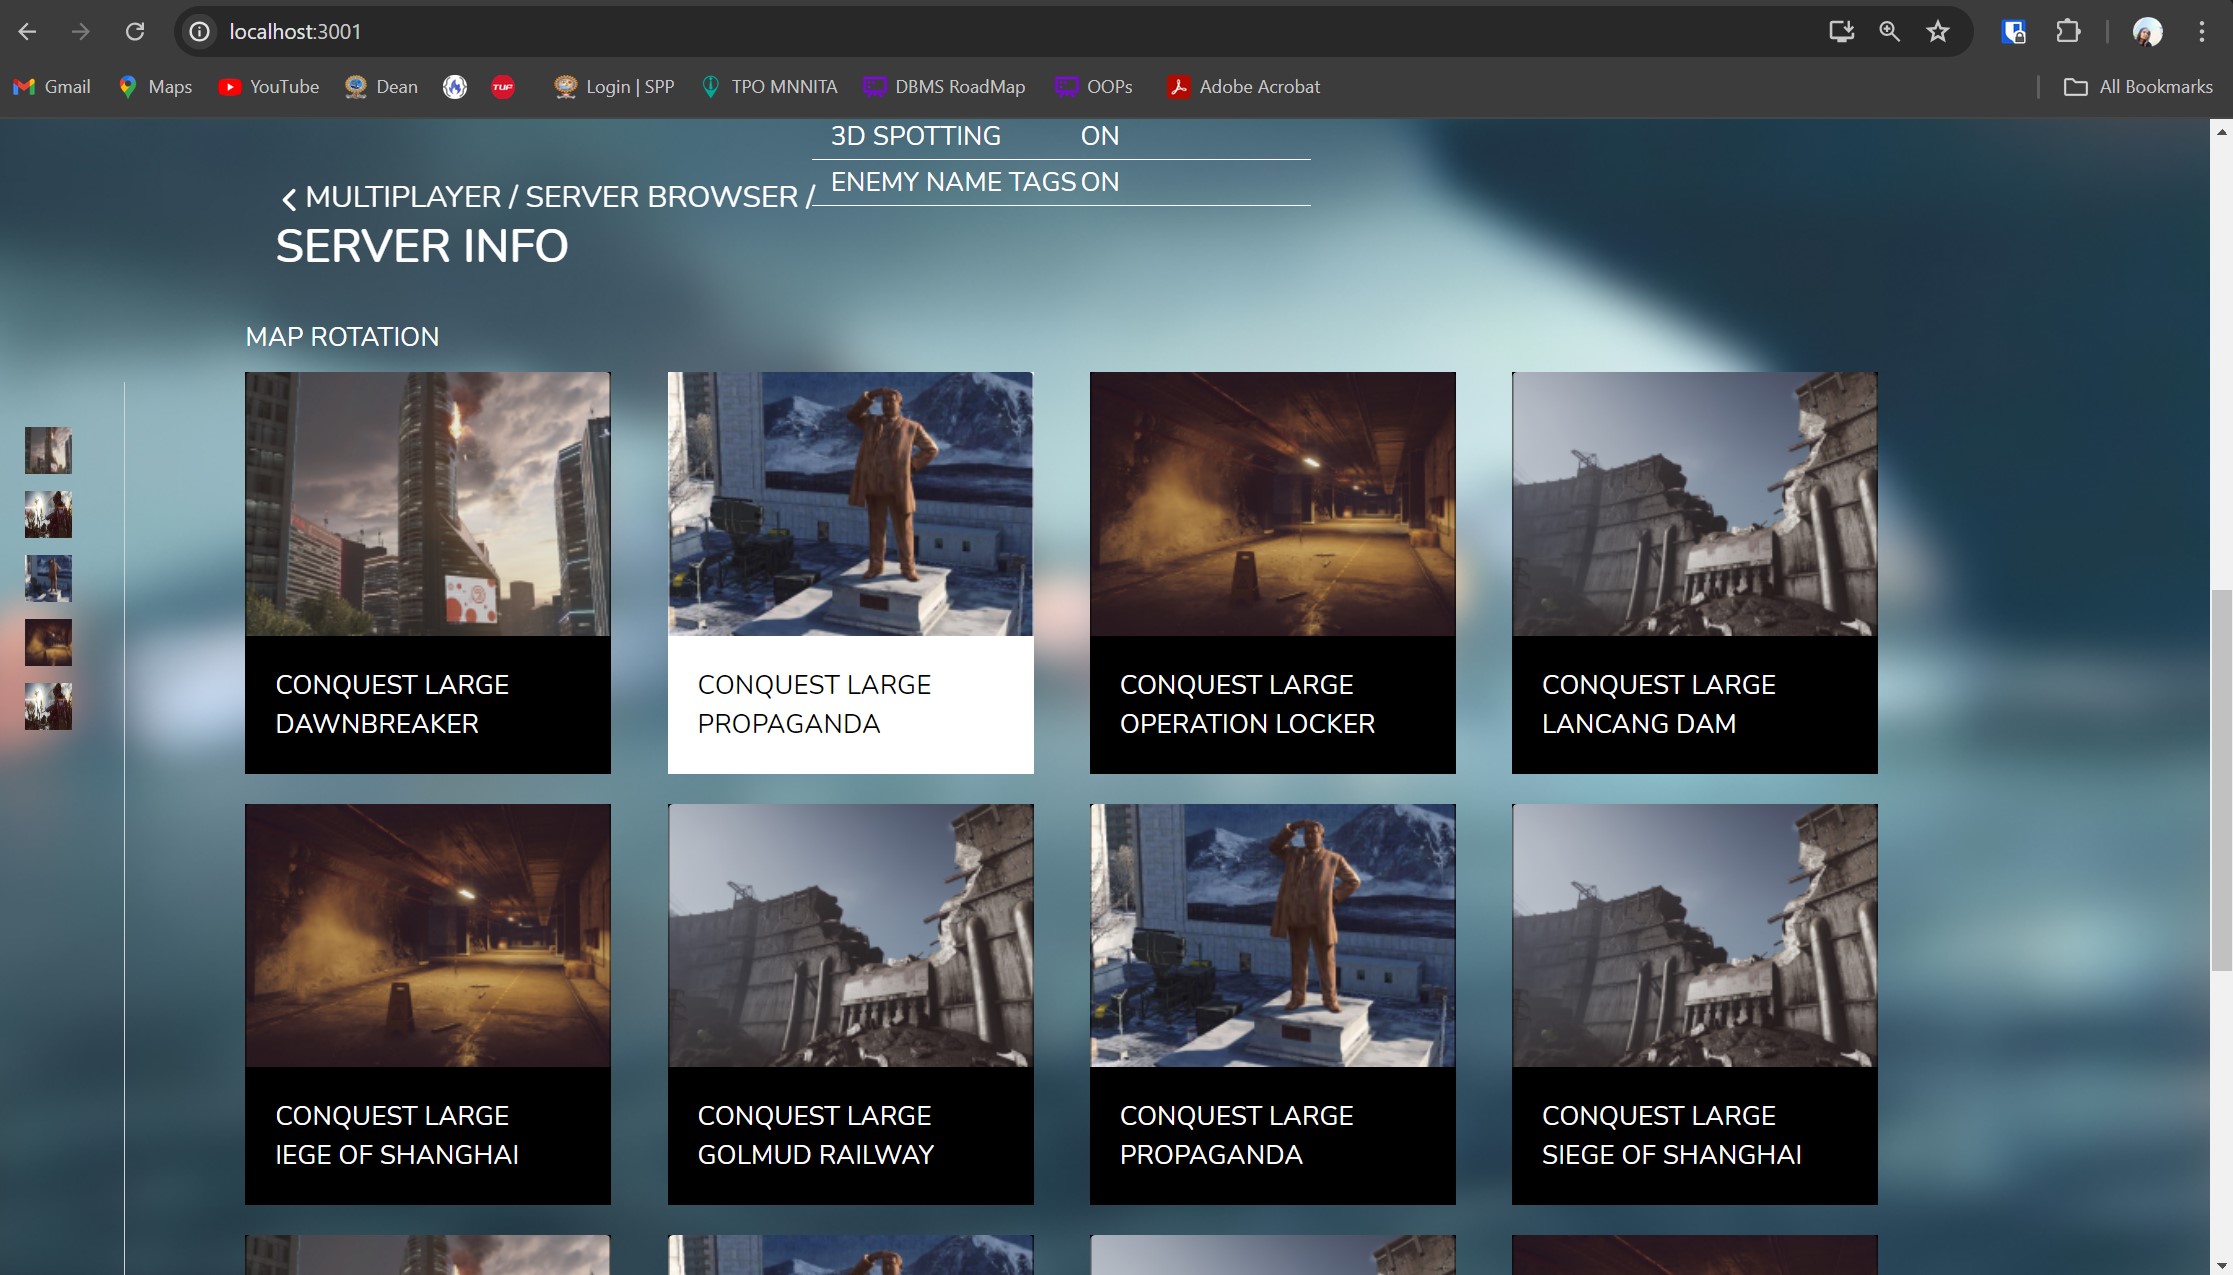 localhost:3001
Gmail
Maps
YouTube
Dean
TUF
Login | SPP
TPO MNNITA
DBMS RoadMap
OOPs
Adobe Acrobat
All Bookmarks
3D SPOTTING ON
ENEMY NAME TAGS ON
MULTIPLAYER / SERVER BROWSER /
SERVER INFO
MAP ROTATION
CONQUEST LARGE
DAWNBREAKER
CONQUEST LARGE
PROPAGANDA
CONQUEST LARGE
OPERATION LOCKER
CONQUEST LARGE
LANCANG DAM
CONQUEST LARGE
IEGE OF SHANGHAI
CONQUEST LARGE
GOLMUD RAILWAY
CONQUEST LARGE
PROPAGANDA
CONQUEST LARGE
SIEGE OF SHANGHAI